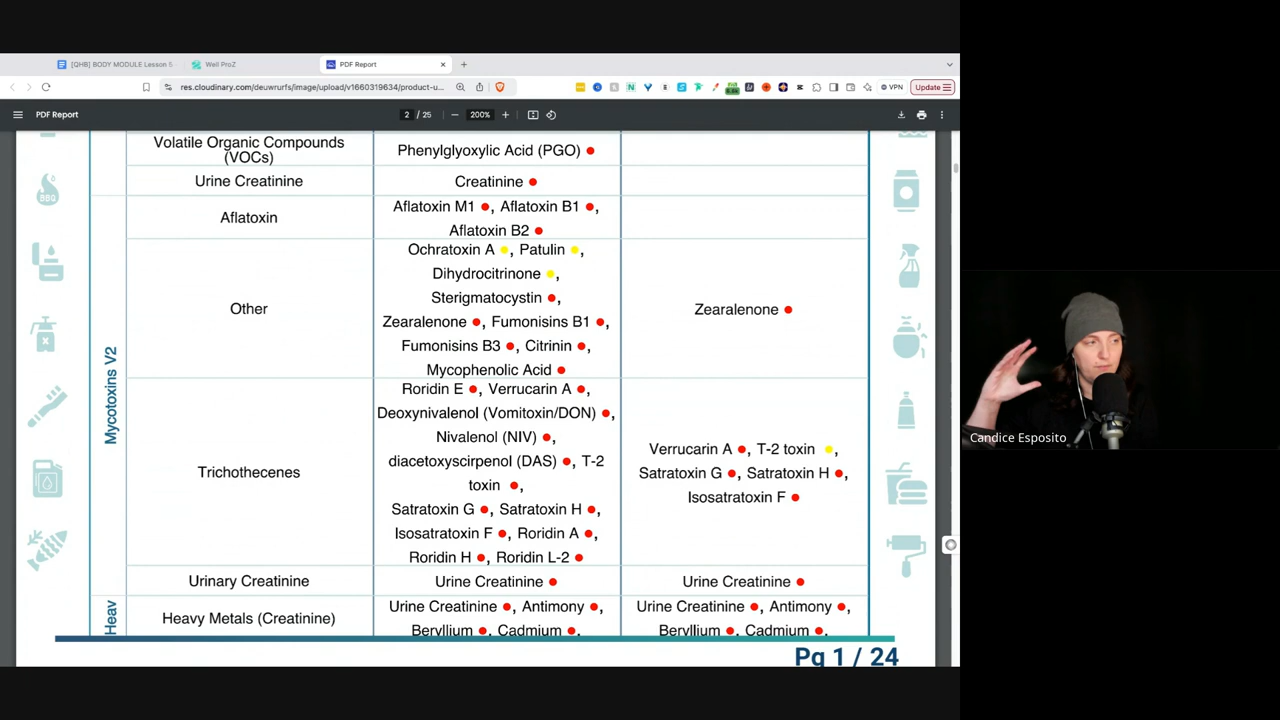 [QHB] BODY MODULE Lesson 5
Well ProZ
PDF Report
res.cloudinary.com/deuwrurfs/image/upload/v1660319634/product-u...
VPN
Update
PDF Report
2 / 25
200%
Volatile Organic Compounds
(VOCs)
Phenylglyoxylic Acid (PGO)
Urine Creatinine
Creatinine
Aflatoxin
Aflatoxin M1, Aflatoxin B1,
Aflatoxin B2
Other
Ochratoxin A, Patulin,
Dihydrocitrinone,
Sterigmatocystin,
Zearalenone, Fumonisins B1,
Fumonisins B3, Citrinin,
Mycophenolic Acid
Zearalenone
Mycotoxins V2
Trichothecenes
Roridin E, Verrucarin A,
Deoxynivalenol (Vomitoxin/DON),
Nivalenol (NIV),
diacetoxyscirpenol (DAS), T-2
toxin,
Satratoxin G, Satratoxin H,
Isosatratoxin F, Roridin A,
Roridin H, Roridin L-2
Verrucarin A, T-2 toxin,
Satratoxin G, Satratoxin H,
Isosatratoxin F
Urinary Creatinine
Urine Creatinine
Urine Creatinine
Heav
Heavy Metals (Creatinine)
Urine Creatinine, Antimony,
Beryllium, Cadmium,
Urine Creatinine, Antimony,
Beryllium, Cadmium,
Pg 1 / 24
BBQ
Candice Esposito